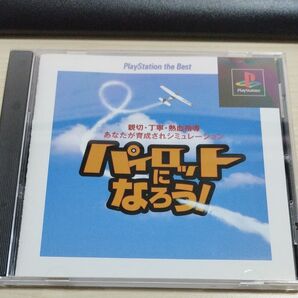 PlayStation the Best
PlayStation
親切・丁寧・熱血指導
あなたが育成されシミュレーション
パイロット
に
なろう!